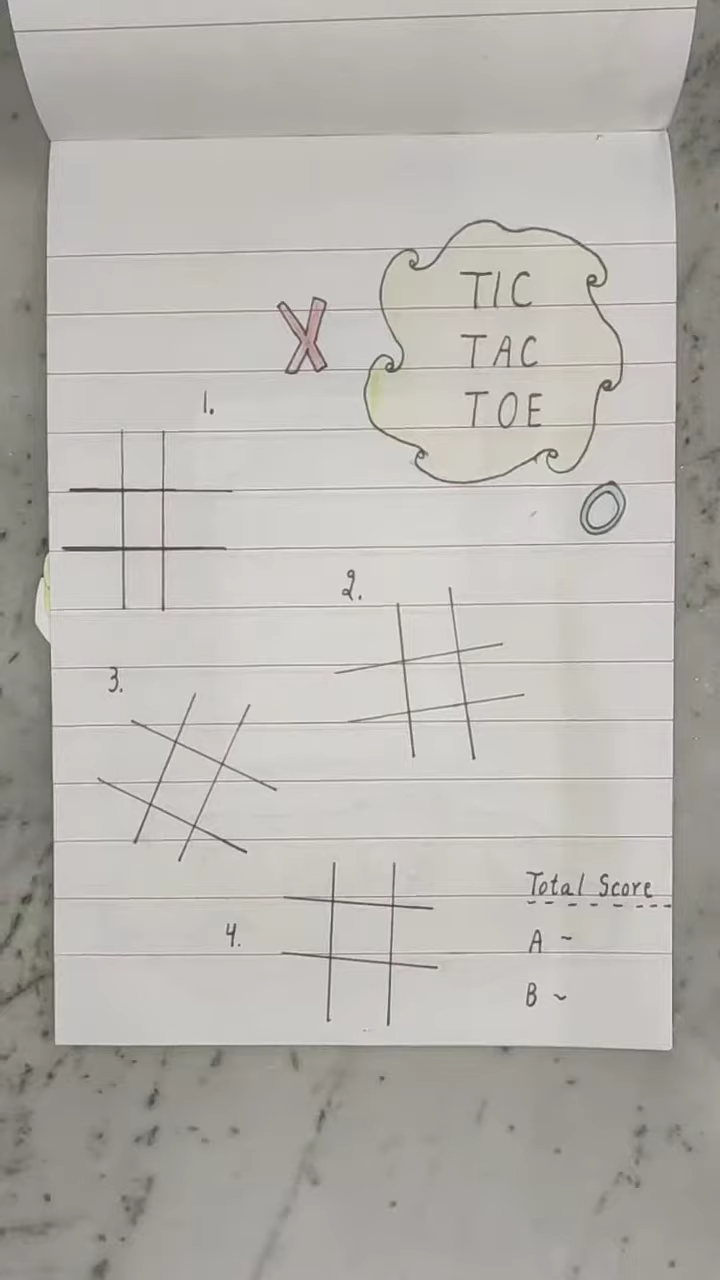 X
TIC
TAC
TOE
O
1.
2.
3.
4.
Total Score
A ~
B ~